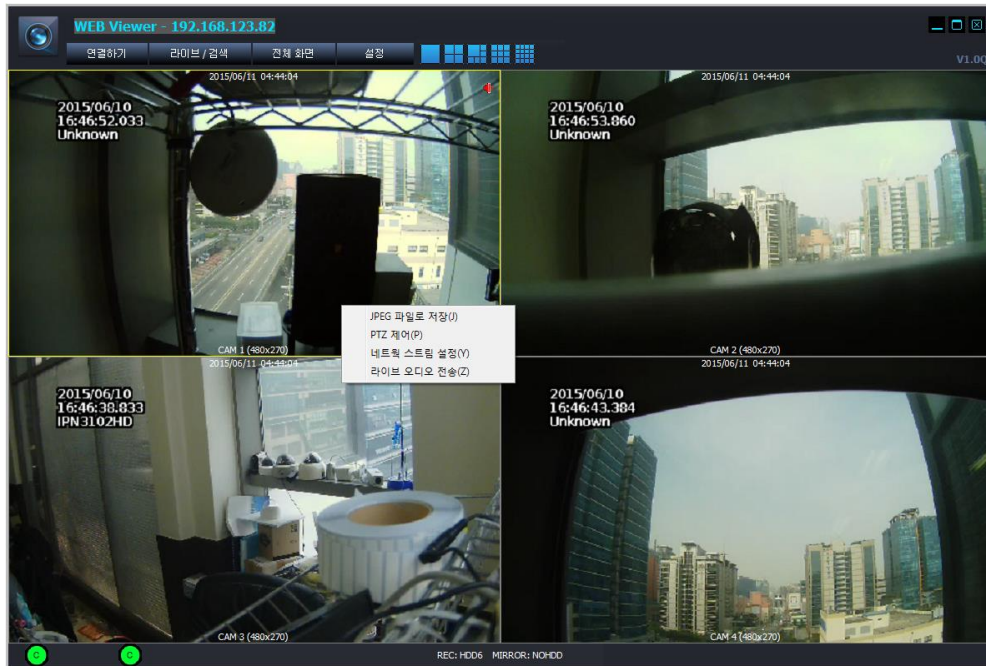 WEB Viewer - 192.168.123.82
연결하기 라이브/검색 전체 화면 설정
V1.0Q
2015/06/11 04:44:04
2015/06/10
16:46:52.033
Unknown
CAM 1 (480x270)
2015/06/11 04:44:04
2015/06/10
16:46:53.860
Unknown
CAM 2 (480x270)
JPEG 파일로 저장(J)
PTZ 제어(P)
네트웍 스트림 설정(Y)
라이브 오디오 전송(Z)
2015/06/11 04:44:04
2015/06/10
16:46:38.833
IPN3102HD
CAM 3 (480x270)
2015/06/11 04:44:04
2015/06/10
16:46:43.384
Unknown
CAM 4 (480x270)
C C REC: HDD6 MIRROR: NOHDD